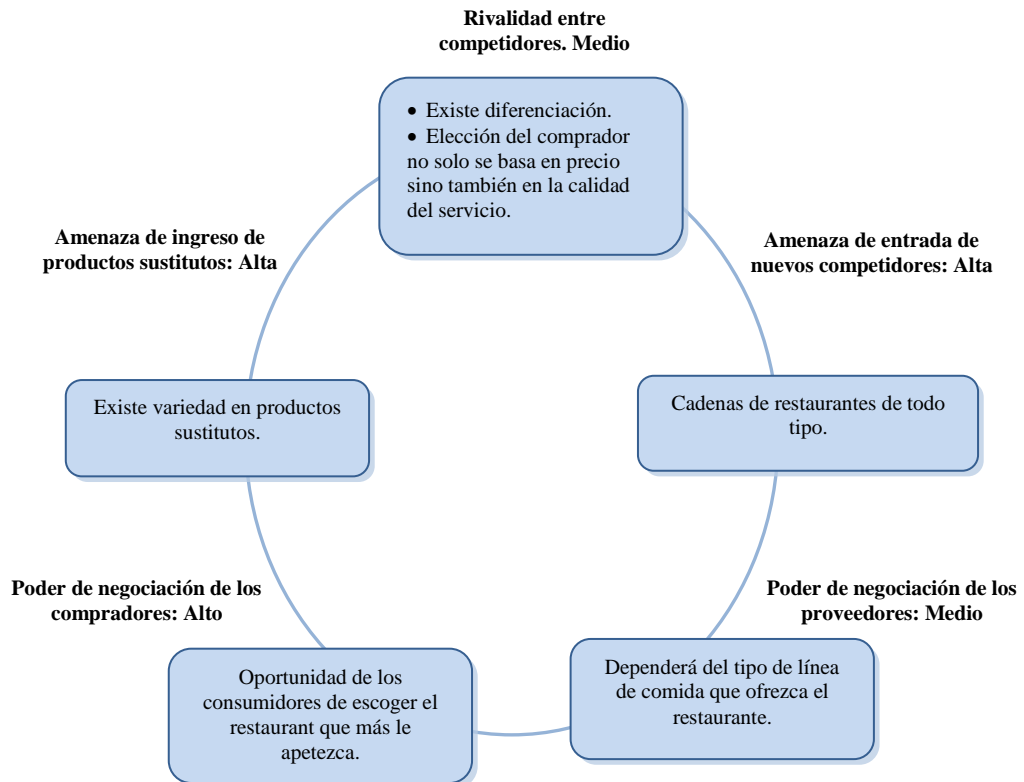 Rivalidad entre
competidores. Medio
• Existe diferenciación.
• Elección del comprador
no solo se basa en precio
sino también en la calidad
del servicio.
Amenaza de ingreso de
productos sustitutos: Alta
Amenaza de entrada de
nuevos competidores: Alta
Existe variedad en productos
sustitutos.
Cadenas de restaurantes de todo
tipo.
Poder de negociación de los
compradores: Alto
Poder de negociación de los
proveedores: Medio
Oportunidad de los
consumidores de escoger el
restaurant que más le
apetezca.
Dependerá del tipo de línea
de comida que ofrezca el
restaurante.